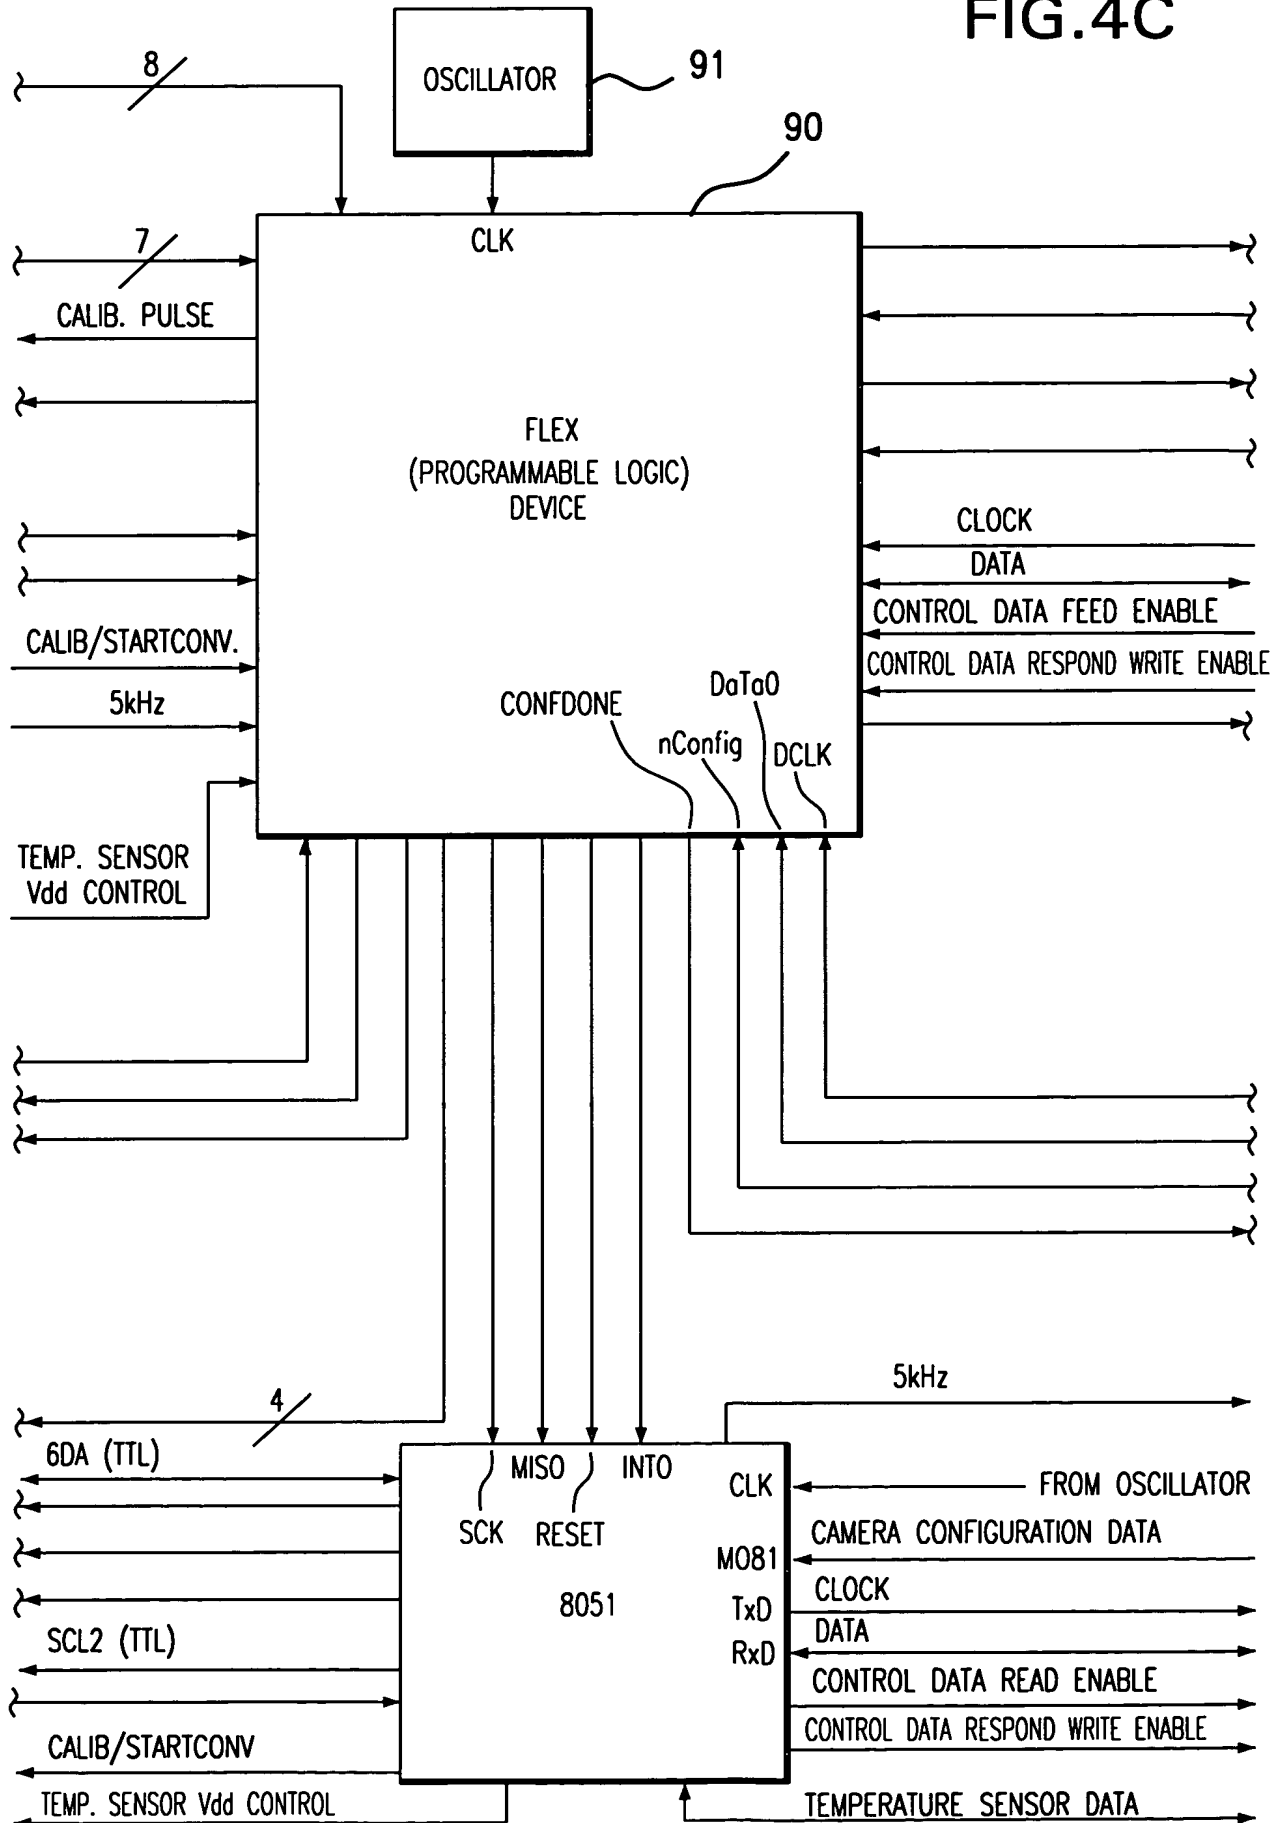 FIG.4C
8
OSCILLATOR
91
90
7
CLK
CALIB. PULSE
FLEX
(PROGRAMMABLE LOGIC)
DEVICE
CLOCK
DATA
CONTROL DATA FEED ENABLE
CALIB/STARTCONV.
CONTROL DATA RESPOND WRITE ENABLE
5kHz
CONFDONE
DaTa0
nConfig
DCLK
TEMP. SENSOR
Vdd CONTROL
5kHz
4
6DA (TTL)
MISO
INTO
CLK
FROM OSCILLATOR
SCK
RESET
CAMERA CONFIGURATION DATA
M081
8051
CLOCK
TxD
DATA
RxD
SCL2 (TTL)
CONTROL DATA READ ENABLE
CONTROL DATA RESPOND WRITE ENABLE
CALIB/STARTCONV
TEMP. SENSOR Vdd CONTROL
TEMPERATURE SENSOR DATA